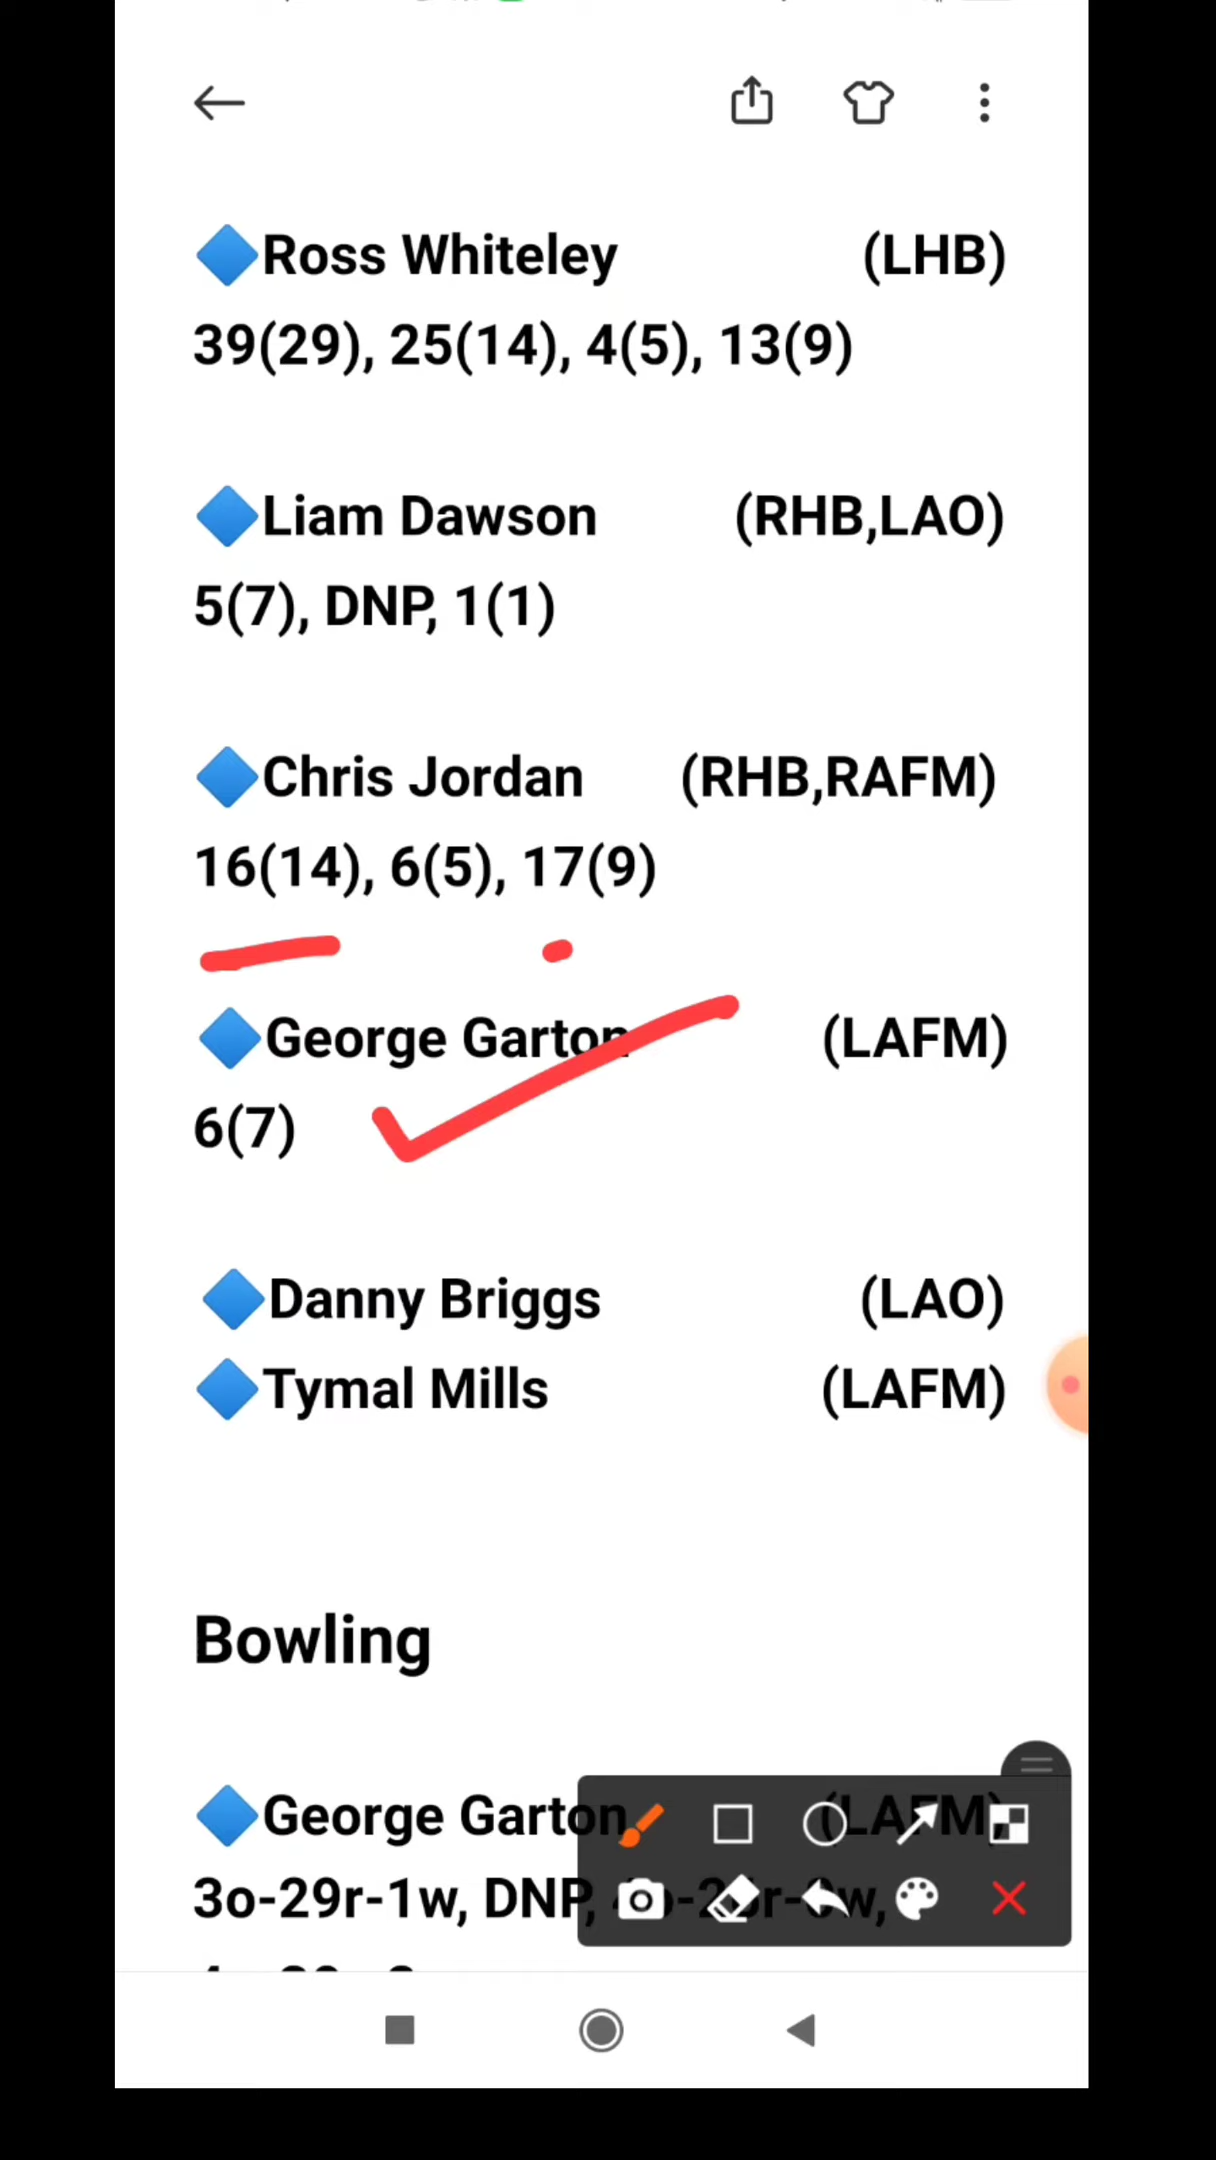 🔷Ross Whiteley (LHB)
39(29), 25(14), 4(5), 13(9)
🔷Liam Dawson (RHB,LAO)
5(7), DNP, 1(1)
🔷Chris Jordan (RHB,RAFM)
16(14), 6(5), 17(9)
🔷George Garton (LAFM)
6(7)
🔷Danny Briggs (LAO)
🔷Tymal Mills (LAFM)
Bowling
🔷George Garton (LAFM)
3o-29r-1w, DNP,